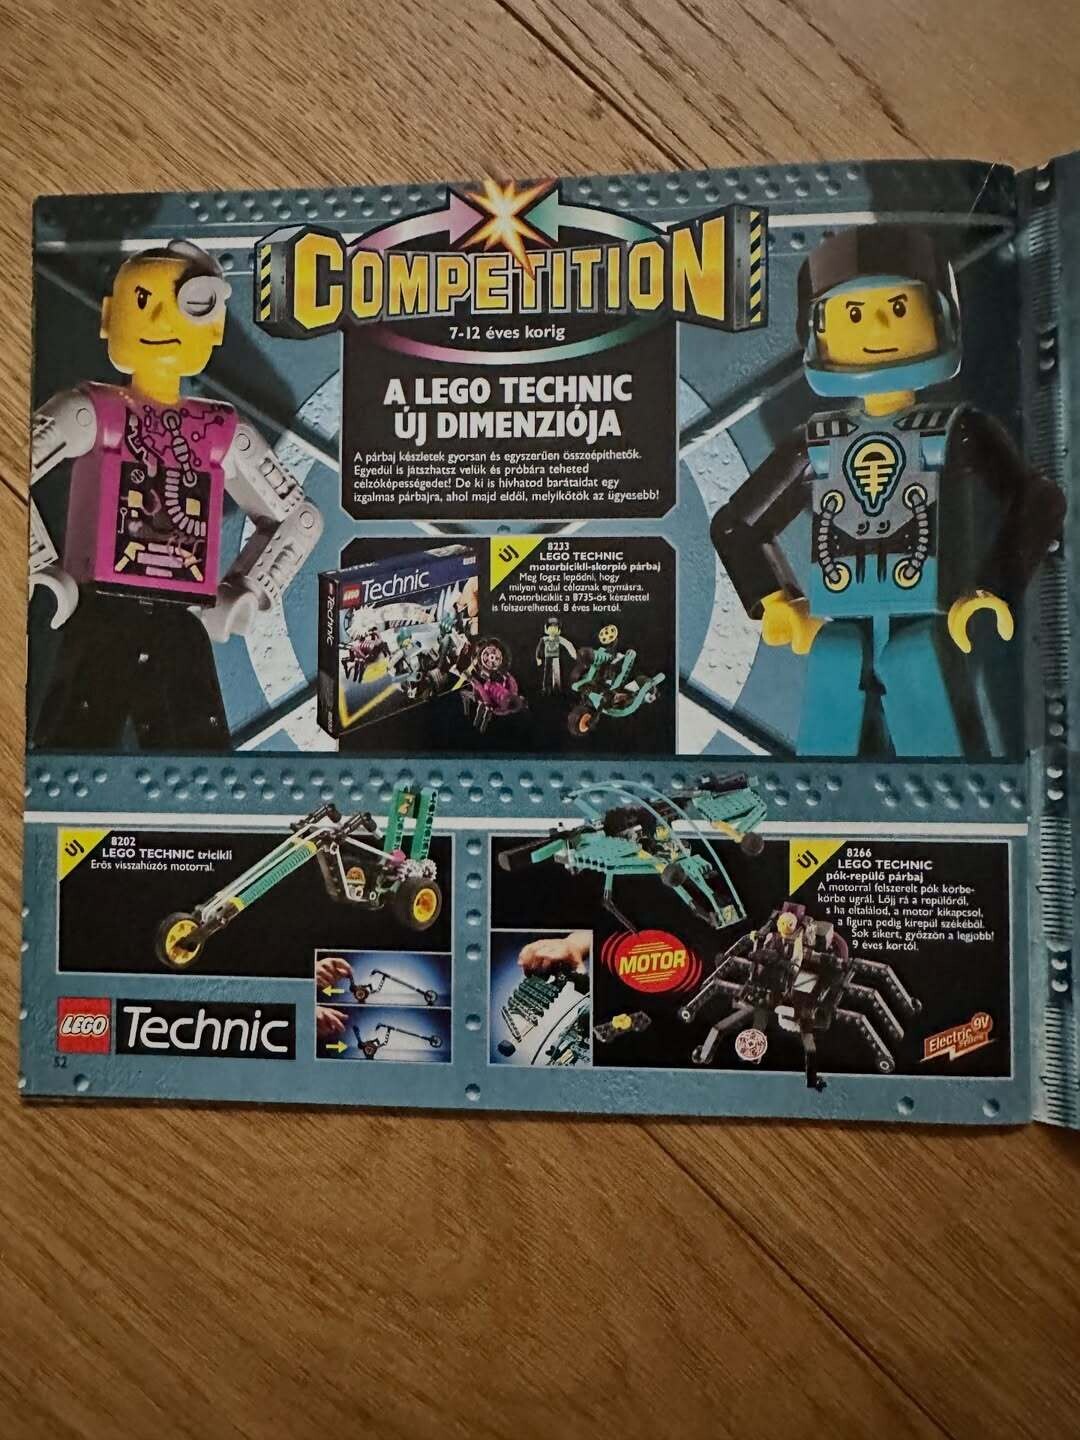 COMPETITION
7-12 éves korig
A LEGO TECHNIC
ÚJ DIMENZIÓJA
A párbaj készletek gyorsan és egyszerűen összeépíthetők.
Egyedül is játszhatsz velük és próbára teheted
célzóképességedet! De ki is hívhatod barátaidat egy
izgalmas párbajra, ahol majd eldől, melyikőtök az ügyesebb!
ÚJ
8233
LEGO TECHNIC
motorbicikli-skorpió párbaj
Meg fogsz lepődni, hogy
milyen vadul céloznak egymásra.
A motorbiciklit a 8735-ös készlettel
is felszerelheted. 8 éves kortól.
LEGO Technic
Technic
ÚJ
8202
LEGO TECHNIC tricikli
Erős visszahúzós motorral.
ÚJ
8266
LEGO TECHNIC
pók-repülő párbaj
A motorral felszerelt pók körbe-
körbe ugrál. Lőjj rá a repülőről,
s ha eltalálod, a motor kikapcsol,
a figura pedig kirepül székéből.
Sok sikert, győzzön a legjobb!
9 éves kortól.
MOTOR
Electric 9V
System
LEGO Technic
52